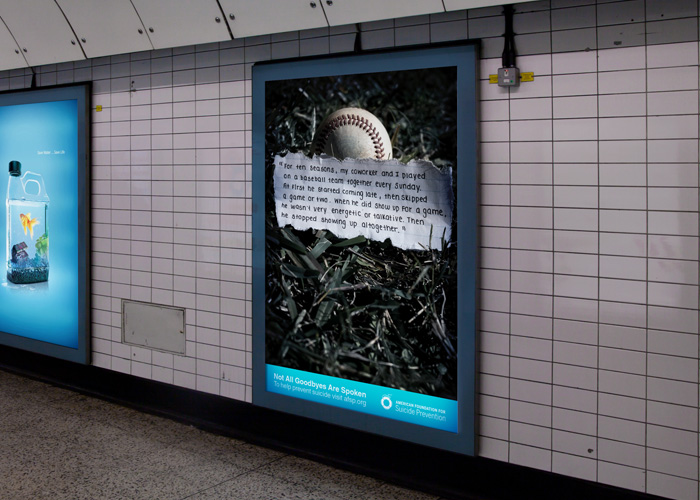 "For ten seasons, my coworker and I played
on a baseball team together every Sunday.
At first he started coming late, then skipped
a game or two. When he did show up for a game,
he wasn't very energetic or talkative. Then
he stopped showing up altogether."
Not All Goodbyes Are Spoken
To help prevent suicide visit afsp.org
AMERICAN FOUNDATION FOR
Suicide Prevention